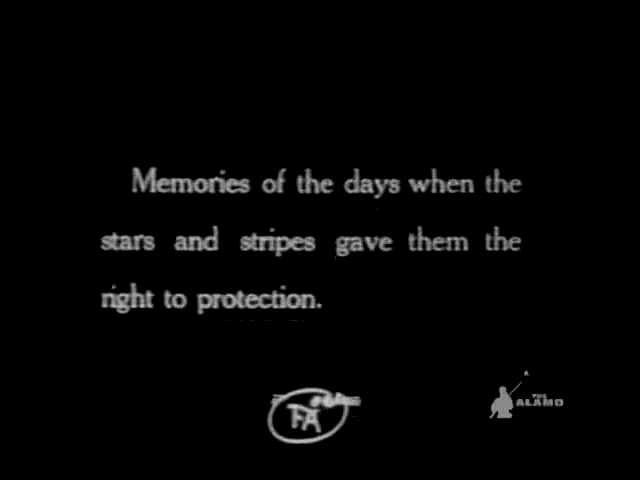 Memories of the days when the
stars and stripes gave them the
right to protection.
FA
THE
ALAMO